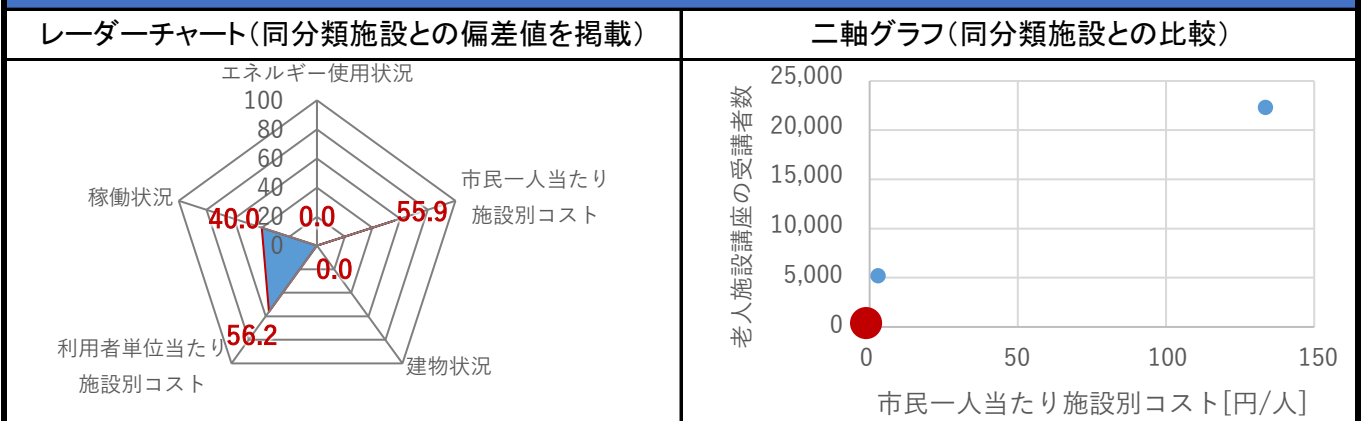 レーダーチャート(同分類施設との偏差値を掲載)
エネルギー使用状況
100
80
60
40
20
0
市民一人当たり
施設別コスト
稼働状況
40.0
0.0
55.9
0.0
56.2
利用者単位当たり
施設別コスト
建物状況
二軸グラフ(同分類施設との比較)
老人施設講座の受講者数
25,000
20,000
15,000
10,000
5,000
0
0
50
100
150
市民一人当たり施設別コスト[円/人]